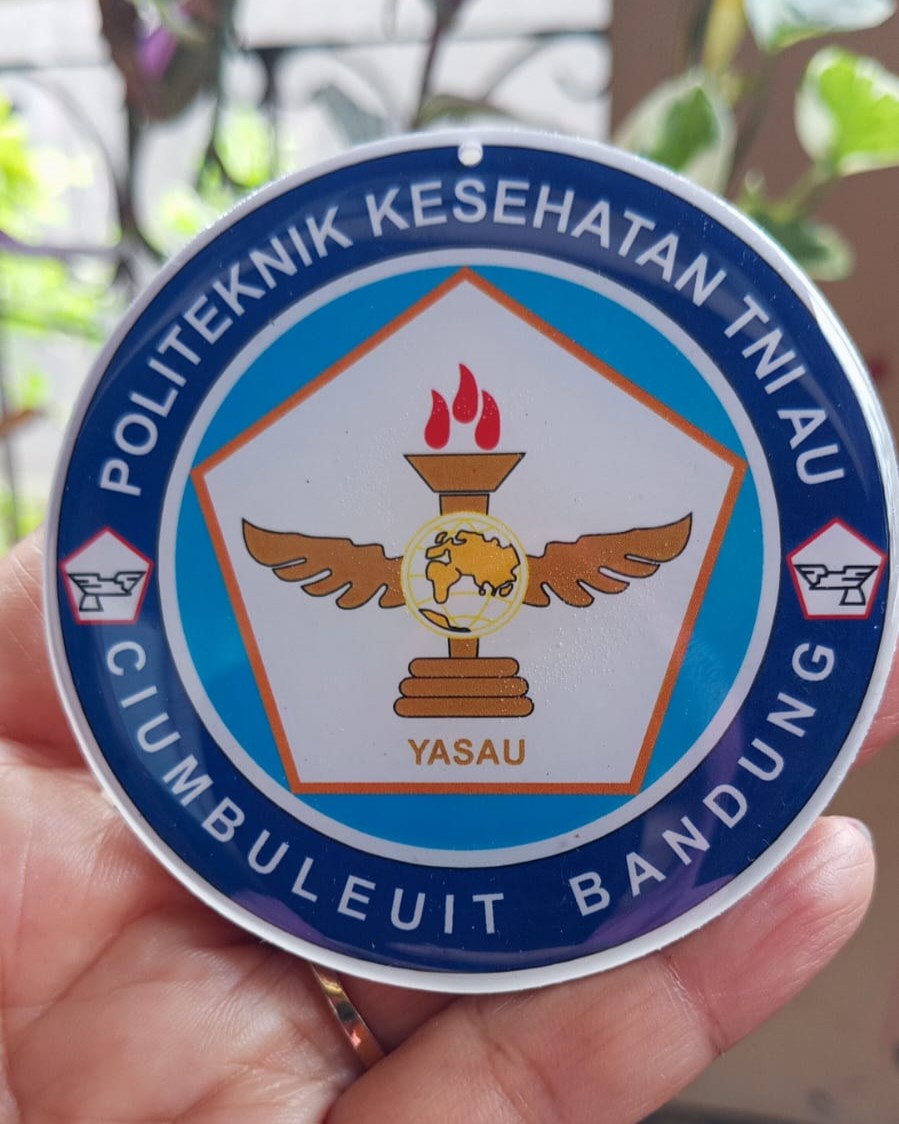 POLITEKNIK KESEHATAN TNI AU
YASAU
CIUMBULEUIT BANDUNG